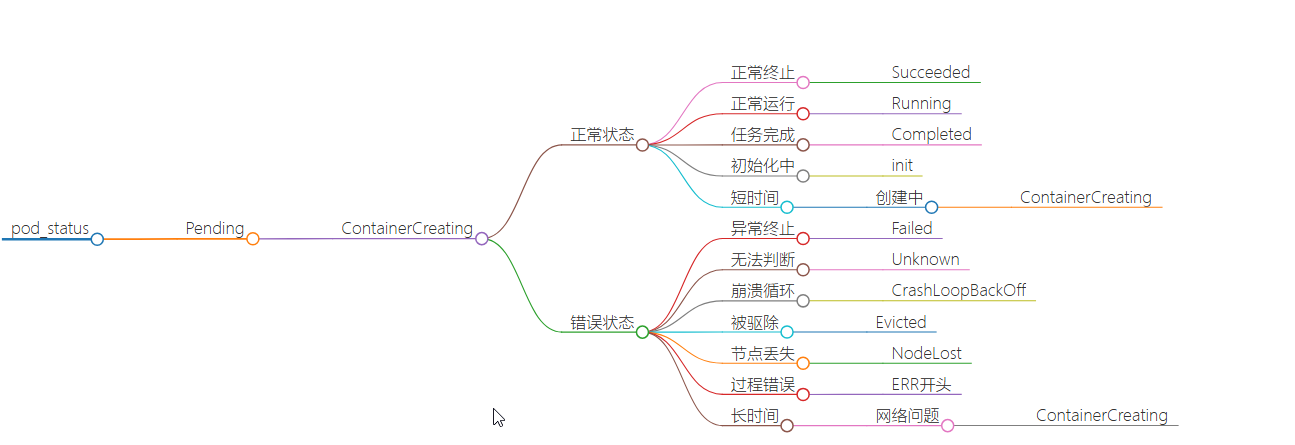 正常终止 Succeeded
正常运行 Running
正常状态 任务完成 Completed
初始化中 init
短时间 创建中 ContainerCreating
pod_status Pending ContainerCreating 异常终止 Failed
无法判断 Unknown
崩溃循环 CrashLoopBackOff
错误状态 被驱除 Evicted
节点丢失 NodeLost
过程错误 ERR开头
长时间 网络问题 ContainerCreating